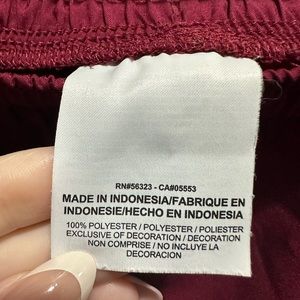 RN#56323 - CA#05553
MADE IN INDONESIA/FABRIQUE EN
INDONESIE/HECHO EN INDONESIA
100% POLYESTER / POLYESTER / POLIESTER
EXCLUSIVE OF DECORATION / DECORATION
NON COMPRISE / NO INCLUYE LA
DECORACION